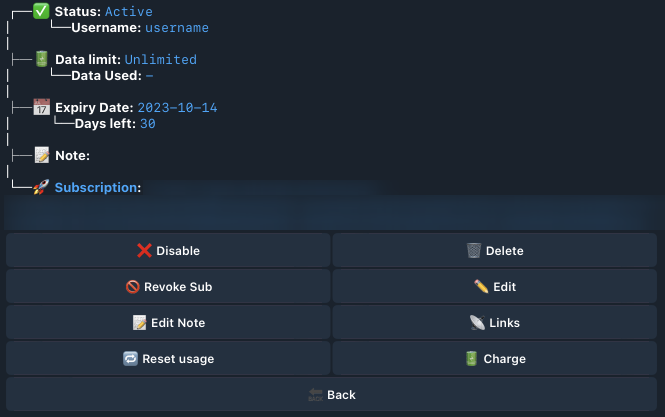 Status: Active
Username: username
Data limit: Unlimited
Data Used: -
Expiry Date: 2023-10-14
Days left: 30
Note:
Subscription:
Disable
Delete
Revoke Sub
Edit
Edit Note
Links
Reset usage
Charge
Back